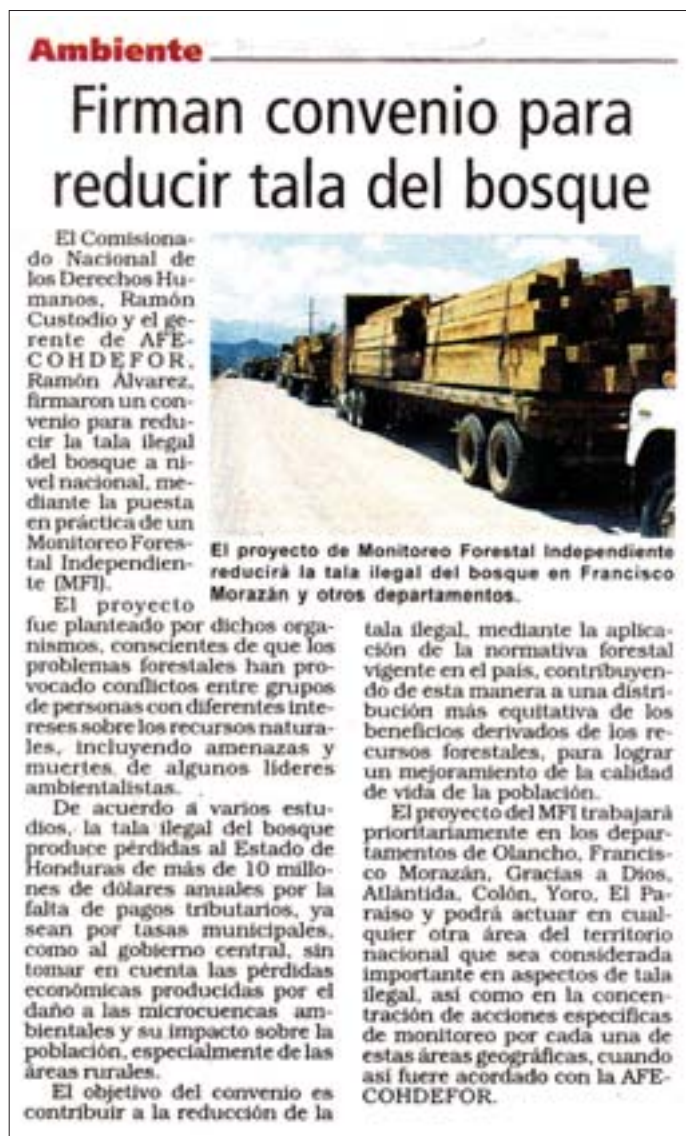 Ambiente
Firman convenio para
reducir tala del bosque
El Comisiona-
do Nacional de
los Derechos Hu-
manos, Ramón
Custodio y el ge-
rente de AFE-
COHDEFOR,
Ramón Álvarez,
firmaron un con-
venio para redu-
cir la tala ilegal
del bosque a ni-
vel nacional, me-
diante la puesta
en práctica de un
Monitoreo Fores-
tal Independien-
te (MFI).
El proyecto
fue planteado por dichos orga-
nismos, conscientes de que los
problemas forestales han pro-
vocado conflictos entre grupos
de personas con diferentes inte-
reses sobre los recursos natura-
les, incluyendo amenazas y
muertes de algunos líderes
ambientalistas.
De acuerdo a varios estu-
dios, la tala ilegal del bosque
produce pérdidas al Estado de
Honduras de más de 10 millo-
nes de dólares anuales por la
falta de pagos tributarios, ya
sean por tasas municipales,
como al gobierno central, sin
tomar en cuenta las pérdidas
económicas producidas por el
daño a las microcuencas am-
bientales y su impacto sobre la
población, especialmente de las
áreas rurales.
El objetivo del convenio es
contribuir a la reducción de la
El proyecto de Monitoreo Forestal Independiente
reducirá la tala ilegal del bosque en Francisco
Morazán y otros departamentos.
tala ilegal, mediante la aplica-
ción de la normativa forestal
vigente en el país, contribuyen-
do de esta manera a una distri-
bución más equitativa de los
beneficios derivados de los re-
cursos forestales, para lograr
un mejoramiento de la calidad
de vida de la población.
El proyecto del MFI trabajará
prioritariamente en los depar-
tamentos de Olancho, Francis-
co Morazán, Gracias a Dios,
Atlántida, Colón, Yoro, El Pa-
raíso y podrá actuar en cual-
quier otra área del territorio
nacional que sea considerada
importante en aspectos de tala
ilegal, así como en la concen-
tración de acciones específicas
de monitoreo por cada una de
estas áreas geográficas, cuando
así fuere acordado con la AFE-
COHDEFOR.